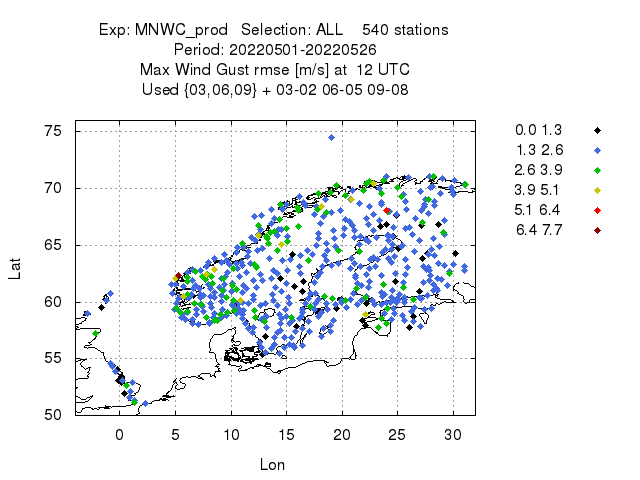 Exp: MNWC_prod   Selection: ALL    540 stations
Period: 20220501-20220526
Max Wind Gust rmse [m/s] at  12 UTC
Used {03,06,09} + 03-02 06-05 09-08
75
70
65
60
55
50
Lat
0 5 10 15 20 25 30
Lon
0.0 1.3
1.3 2.6
2.6 3.9
3.9 5.1
5.1 6.4
6.4 7.7